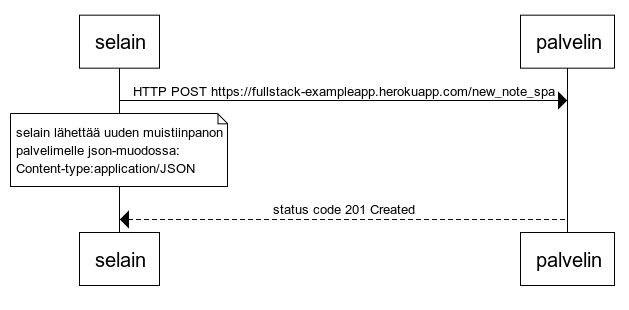 selain
palvelin
HTTP POST https://fullstack-exampleapp.herokuapp.com/new_note_spa
selain lähettää uuden muistiinpanon
palvelimelle json-muodossa:
Content-type:application/JSON
status code 201 Created
selain
palvelin